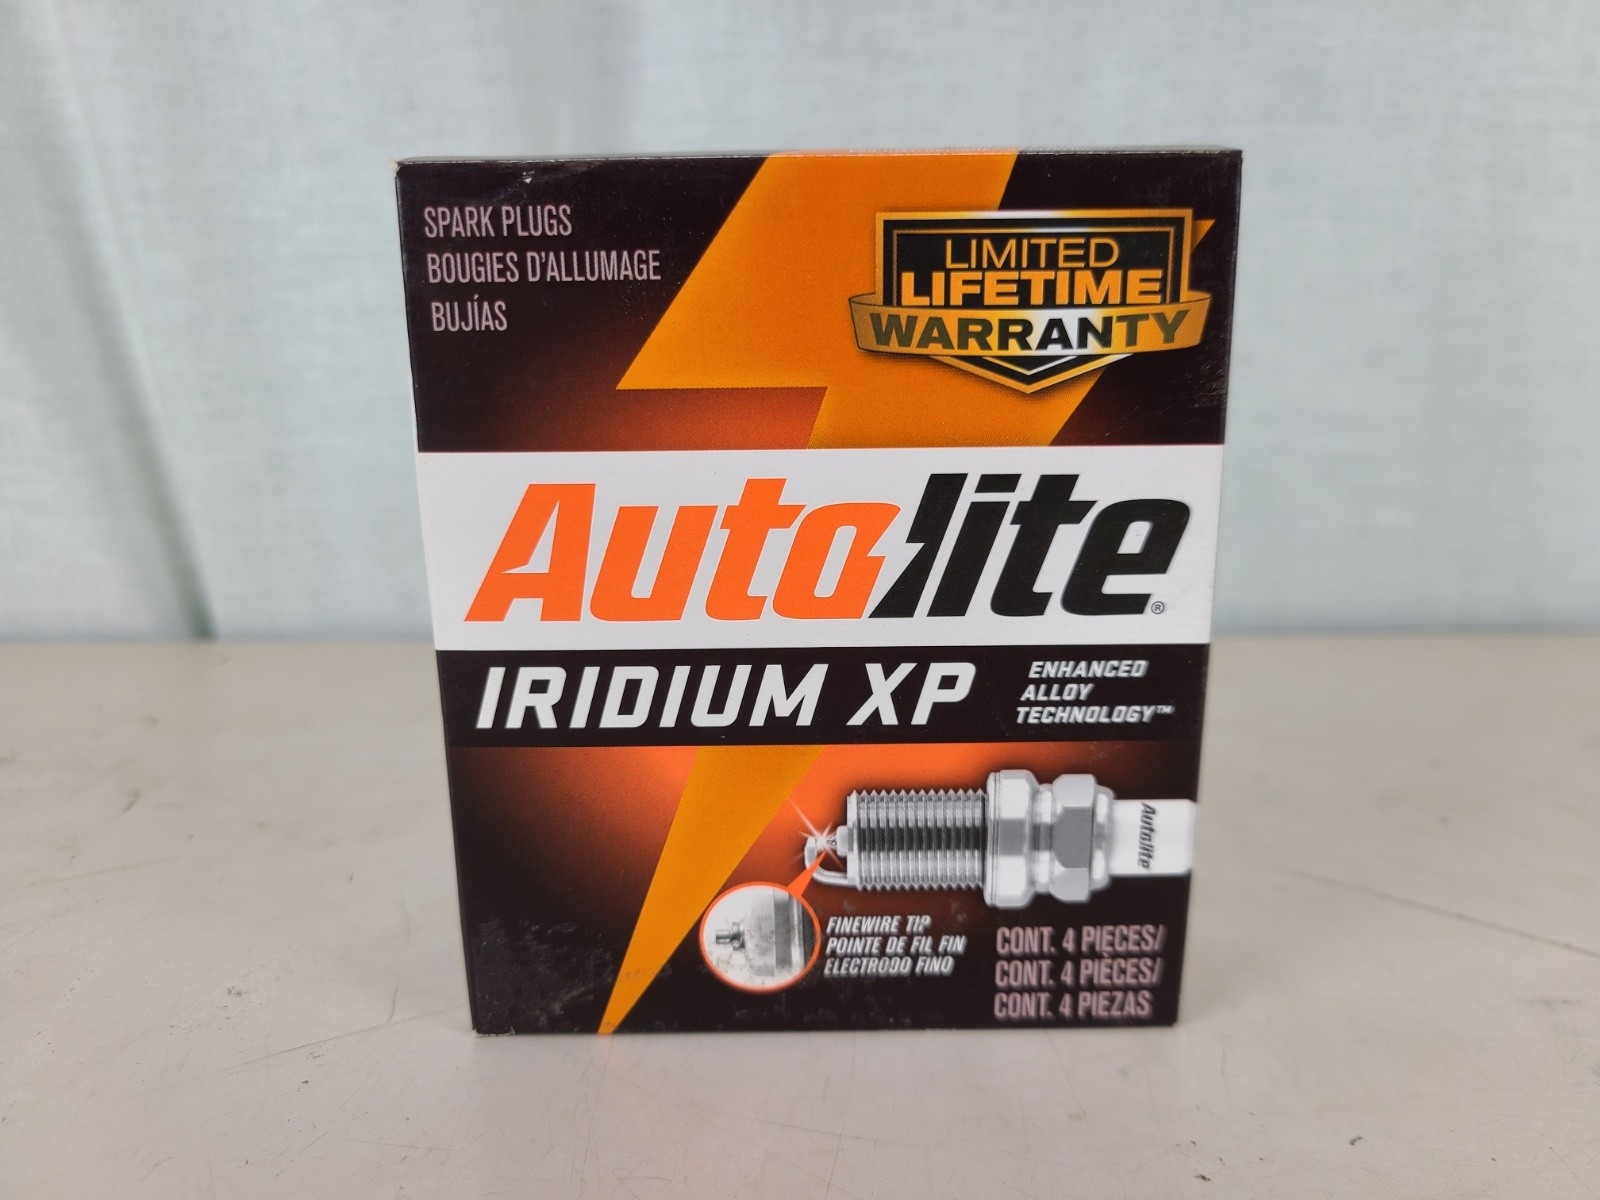 SPARK PLUGS
BOUGIES D'ALLUMAGE
BUJÍAS
LIMITED
LIFETIME
WARRANTY
Autolite®
IRIDIUM XP
ENHANCED
ALLOY
TECHNOLOGY™
Autolite
FINEWIRE TIP
POINTE DE FIL FIN
ELECTRODO FINO
CONT. 4 PIECES/
CONT. 4 PIÈCES/
CONT. 4 PIEZAS